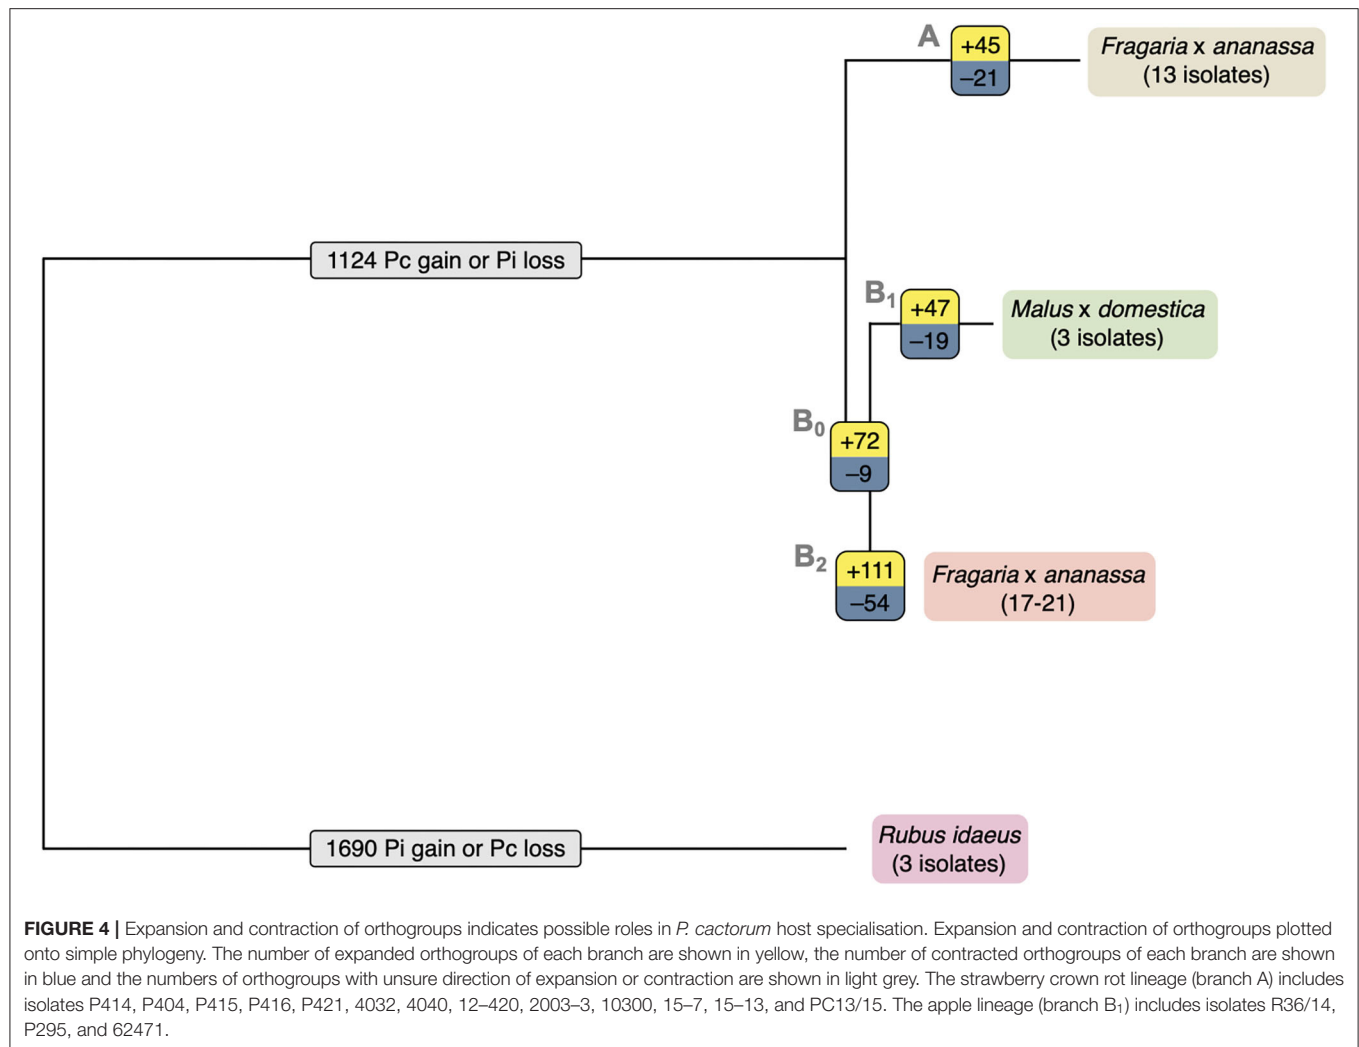 A
+45
–21
Fragaria x ananassa
(13 isolates)
1124 Pc gain or Pi loss
B₁
+47
–19
Malus x domestica
(3 isolates)
B₀
+72
–9
B₂
+111
–54
Fragaria x ananassa
(17-21)
1690 Pi gain or Pc loss
Rubus idaeus
(3 isolates)
FIGURE 4 | Expansion and contraction of orthogroups indicates possible roles in P. cactorum host specialisation. Expansion and contraction of orthogroups plotted
onto simple phylogeny. The number of expanded orthogroups of each branch are shown in yellow, the number of contracted orthogroups of each branch are shown
in blue and the numbers of orthogroups with unsure direction of expansion or contraction are shown in light grey. The strawberry crown rot lineage (branch A) includes
isolates P414, P404, P415, P416, P421, 4032, 4040, 12–420, 2003–3, 10300, 15–7, 15–13, and PC13/15. The apple lineage (branch B₁) includes isolates R36/14,
P295, and 62471.